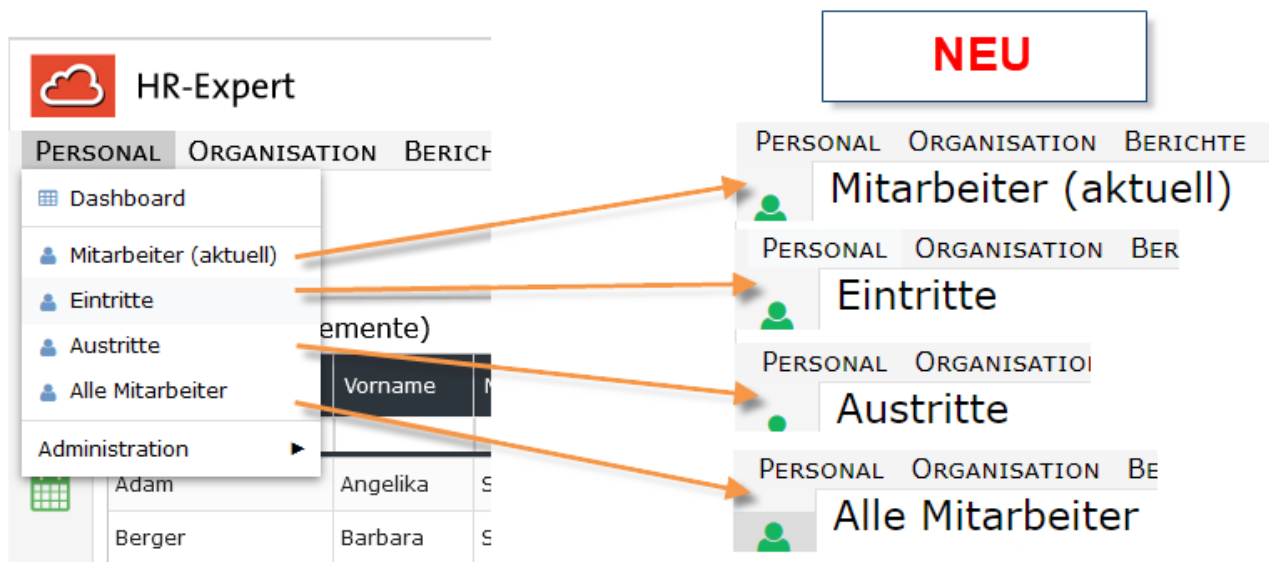 NEU
HR-Expert
PERSONAL ORGANISATION
Dashboard
Mitarbeiter (aktuell)
Eintritte
Austritte
Alle Mitarbeiter
Administration
Vorname
Adam Angelika S
Berger Barbara S
PERSONAL ORGANISATION BERICHTE
Mitarbeiter (aktuell)
PERSONAL ORGANISATION
Eintritte
PERSONAL
Austritte
PERSONAL ORGANISATION
Alle Mitarbeiter